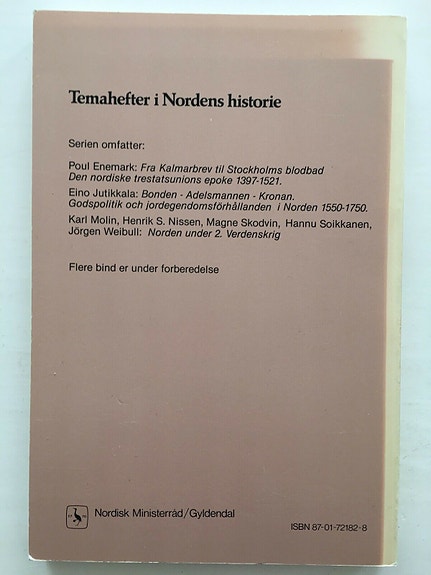 Temahefter i Nordens historie
Serien omfatter:
Poul Enemark: Fra Kalmarbrev til Stockholms blodbad
Den nordiske trestatsunions epoke 1397-1521.
Eino Jutikkala: Bonden - Adelsmannen - Kronan.
Godspolitik och jordegendomsförhållanden i Norden 1550-1750.
Karl Molin, Henrik S. Nissen, Magne Skodvin, Hannu Soikkanen,
Jörgen Weibull: Norden under 2. Verdenskrig
Flere bind er under forberedelse
Nordisk Ministerråd/Gyldendal
ISBN 87-01-72182-8